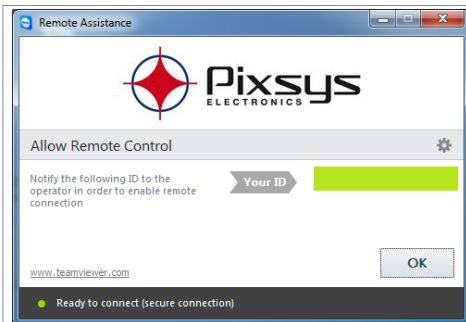 Remote Assistance
Pixsys
ELECTRONICS
Allow Remote Control
Notify the following ID to the
operator in order to enable remote
connection
Your ID
OK
www.teamviewer.com
Ready to connect (secure connection)